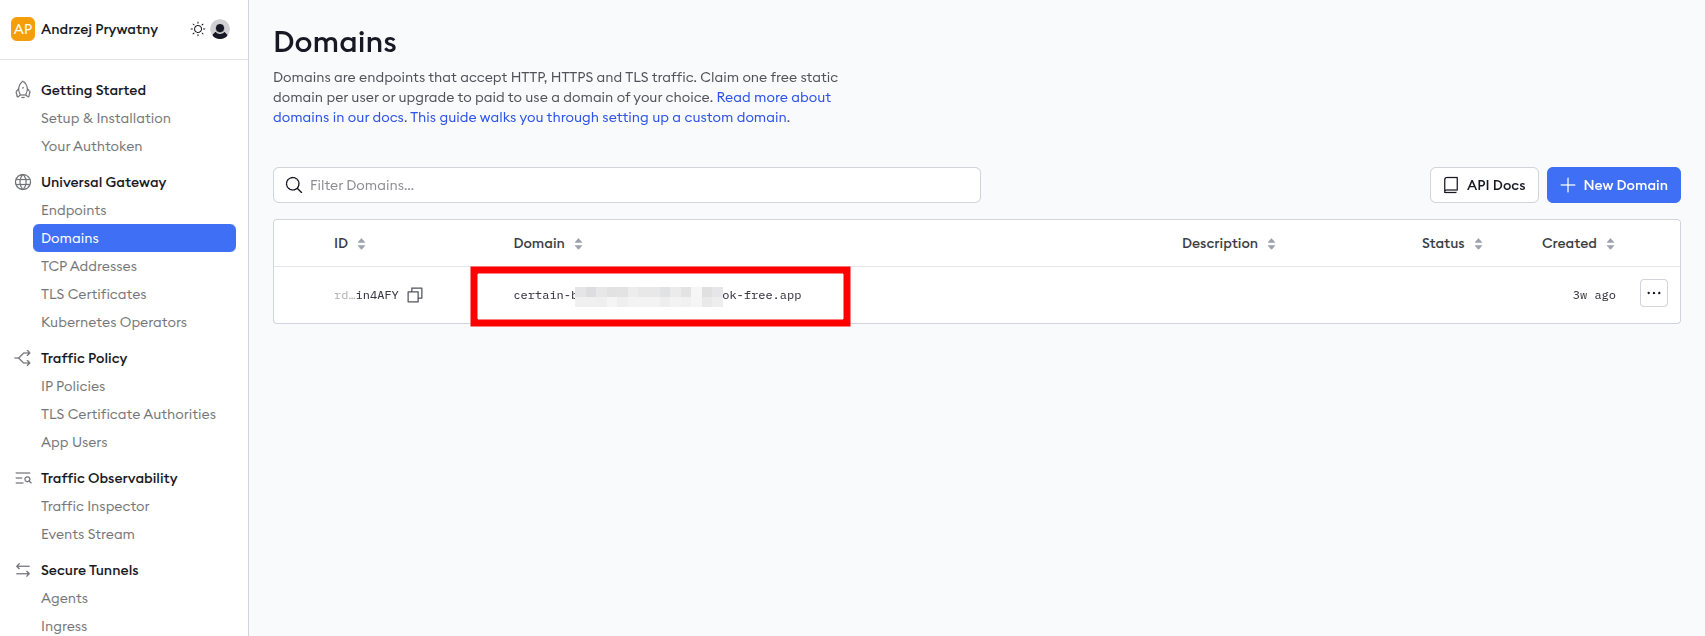 AP Andrzej Prywatny
Getting Started
Setup & Installation
Your Authtoken
Universal Gateway
Endpoints
Domains
TCP Addresses
TLS Certificates
Kubernetes Operators
Traffic Policy
IP Policies
TLS Certificate Authorities
App Users
Traffic Observability
Traffic Inspector
Events Stream
Secure Tunnels
Agents
Ingress
Domains
Domains are endpoints that accept HTTP, HTTPS and TLS traffic. Claim one free static
domain per user or upgrade to paid to use a domain of your choice. Read more about
domains in our docs. This guide walks you through setting up a custom domain.
Filter Domains...
API Docs
New Domain
ID Domain Description Status Created
rd…in4AFY certain- ok-free.app 3w ago